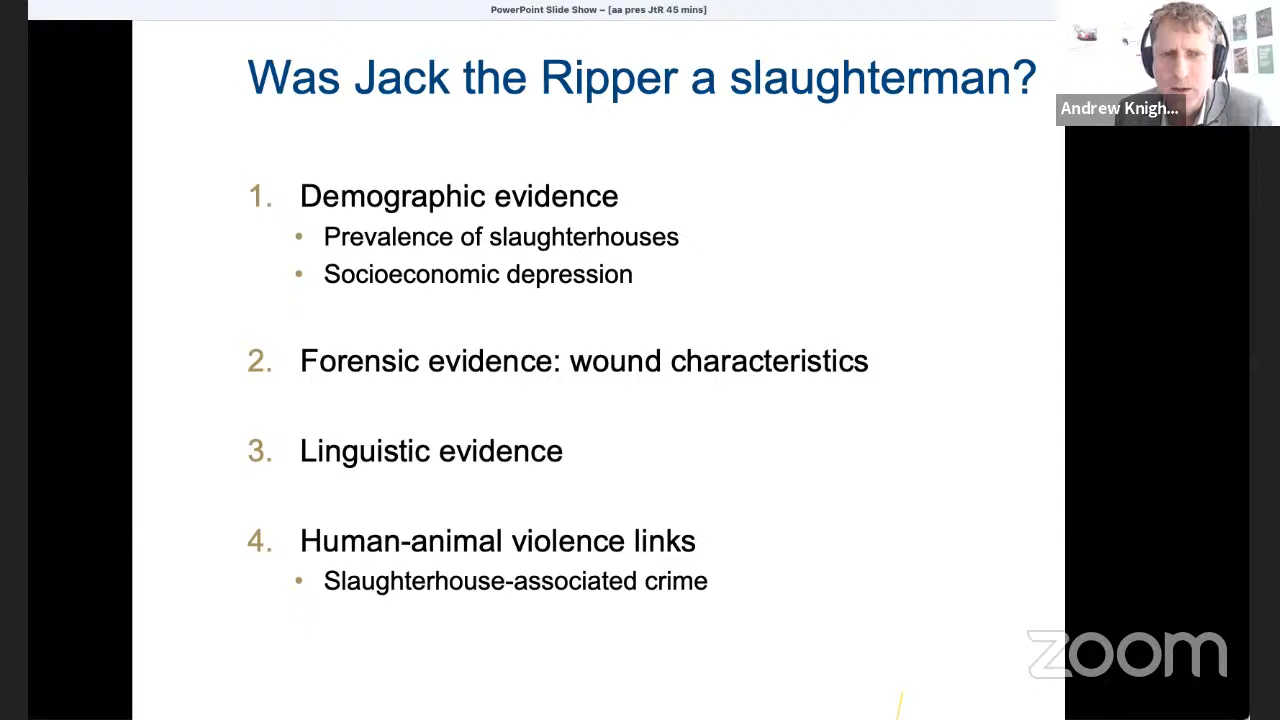 PowerPoint Slide Show – [aa pres JtR 45 mins]
Was Jack the Ripper a slaughterman?
Andrew Knigh...
1. Demographic evidence
• Prevalence of slaughterhouses
• Socioeconomic depression
2. Forensic evidence: wound characteristics
3. Linguistic evidence
4. Human-animal violence links
• Slaughterhouse-associated crime
zoom